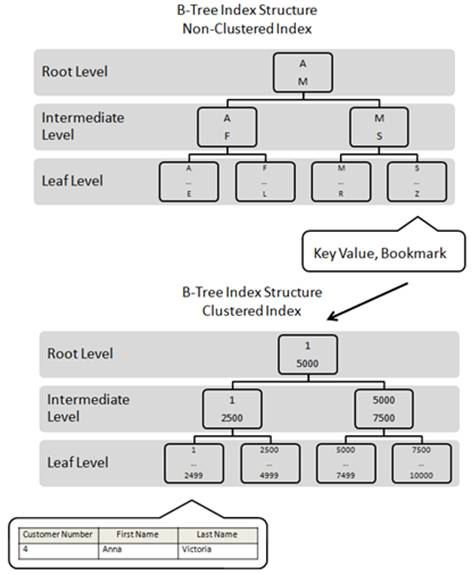 B-Tree Index Structure
Non-Clustered Index
Root Level
A
M
Intermediate
Level
A
F
M
S
Leaf Level
A
...
E
F
...
L
M
...
R
S
...
Z
Key Value, Bookmark
B-Tree Index Structure
Clustered Index
Root Level
1
5000
Intermediate
Level
1
2500
5000
7500
Leaf Level
1
...
2499
2500
...
4999
5000
...
7499
7500
...
10000
Customer Number First Name Last Name
4 Anna Victoria